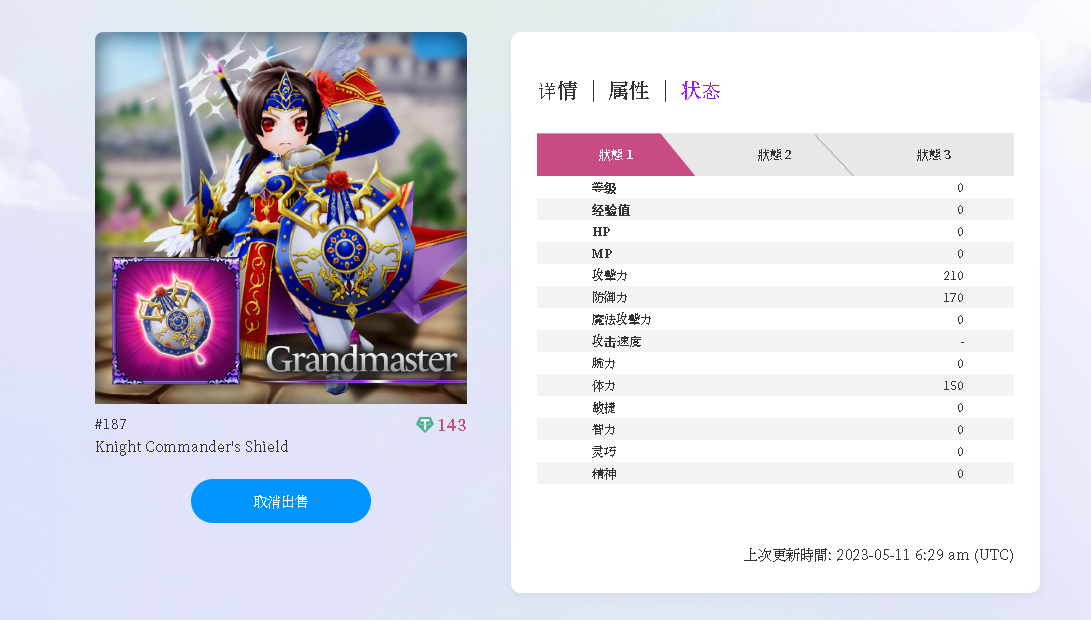 Grandmaster
#187
143
Knight Commander's Shield
取消出售
详情 | 属性 | 状态
狀態 1 狀態 2 狀態 3
等级 0
经验值 0
HP 0
MP 0
攻擊力 210
防御力 170
魔法攻擊力 0
攻击速度 -
腕力 0
体力 150
敏捷 0
智力 0
灵巧 0
精神 0
上次更新時間: 2023-05-11 6:29 am (UTC)